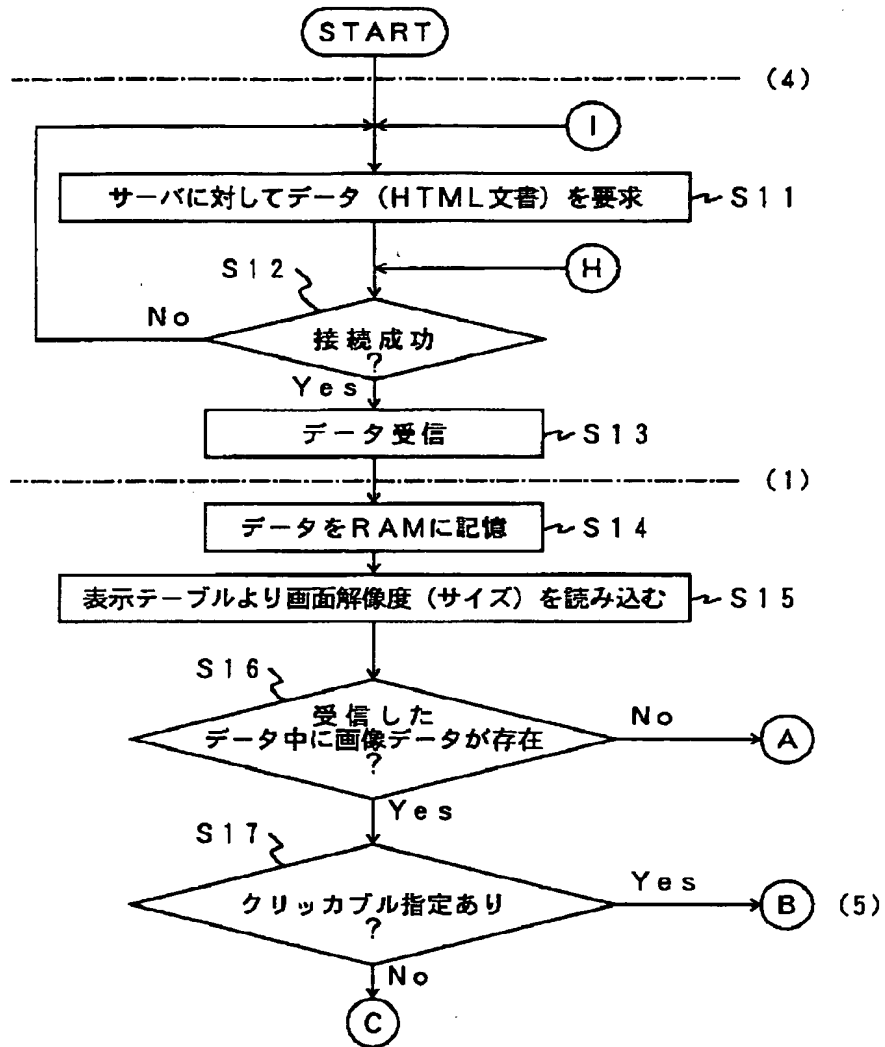 START
(4)
I
サーバに対してデータ(HTML文書)を要求
S11
H
S12
接続成功
?
No
Yes
データ受信
S13
(1)
データをRAMに記憶
S14
表示テーブルより画面解像度(サイズ)を読み込む
S15
S16
受信した
データ中に画像データが存在
?
No
A
Yes
S17
クリッカブル指定あり
?
Yes
B
(5)
No
C